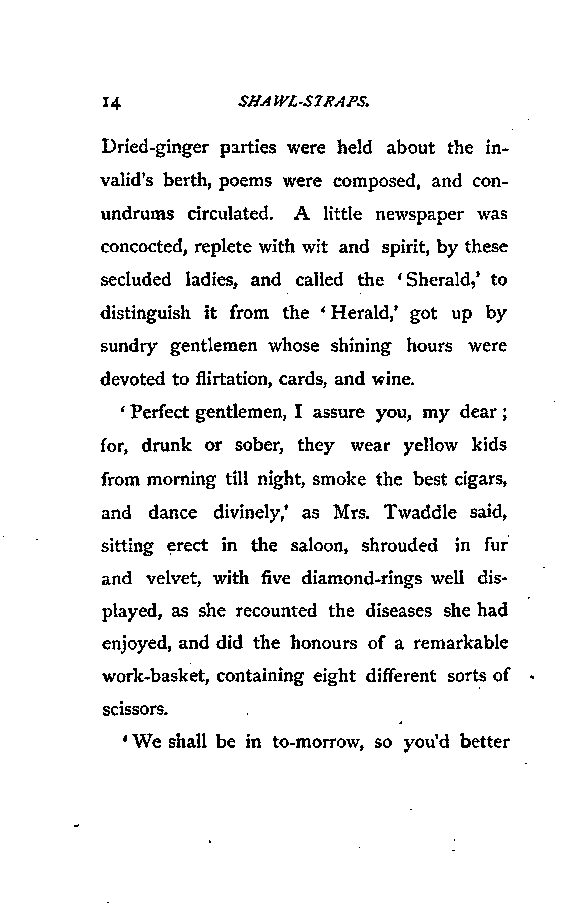 14 SHAWL-STRAPS.
Dried-ginger parties were held about the in-
valid's berth, poems were composed, and con-
undrums circulated. A little newspaper was
concocted, replete with wit and spirit, by these
secluded ladies, and called the ‘Sherald,’ to
distinguish it from the ‘Herald,’ got up by
sundry gentlemen whose shining hours were
devoted to flirtation, cards, and wine.
‘Perfect gentlemen, I assure you, my dear;
for, drunk or sober, they wear yellow kids
from morning till night, smoke the best cigars,
and dance divinely,’ as Mrs. Twaddle said,
sitting erect in the saloon, shrouded in fur
and velvet, with five diamond-rings well dis-
played, as she recounted the diseases she had
enjoyed, and did the honours of a remarkable
work-basket, containing eight different sorts of
scissors.
‘We shall be in to-morrow, so you'd better